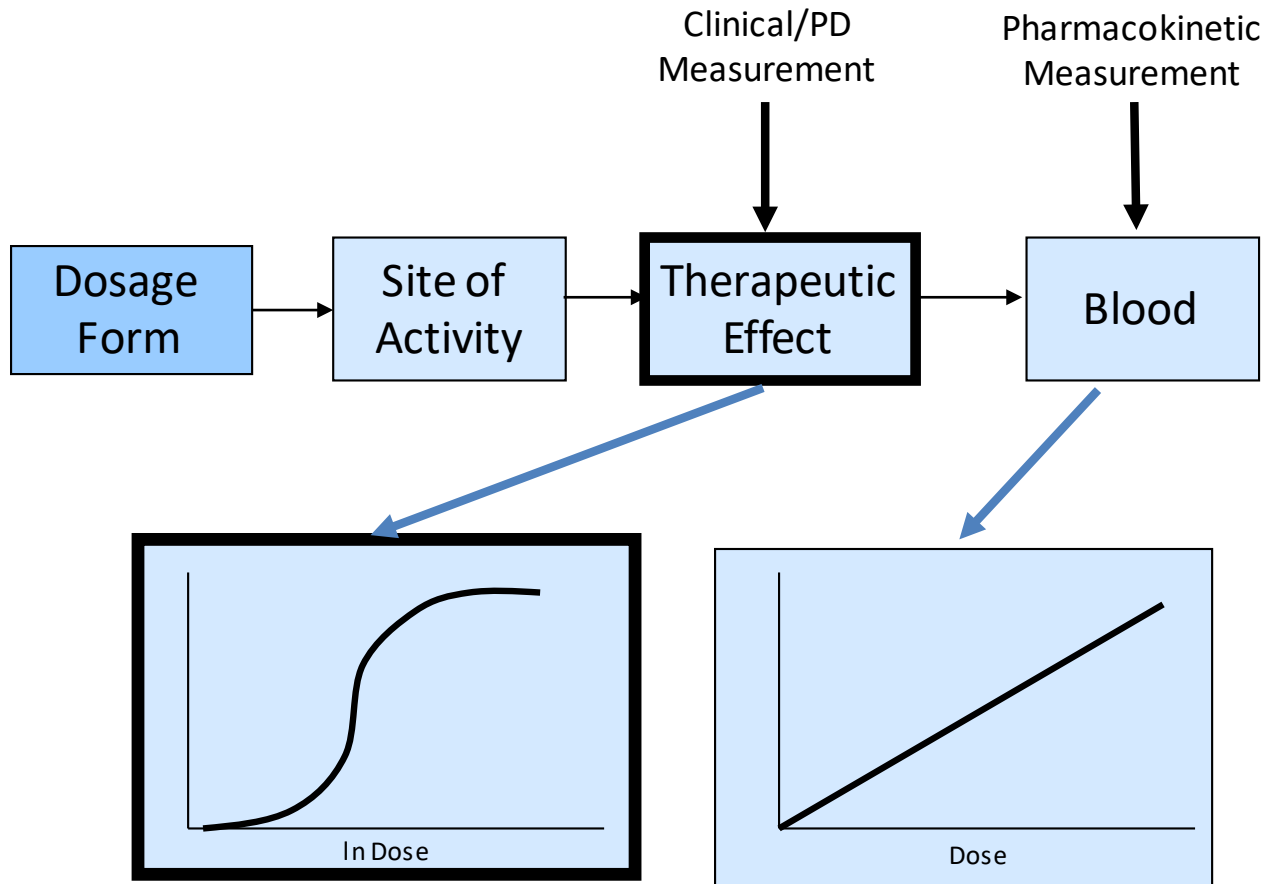 Clinical/PD
Measurement
Pharmacokinetic
Measurement
Dosage
Form
Site of
Activity
Therapeutic
Effect
Blood
ln Dose
Dose